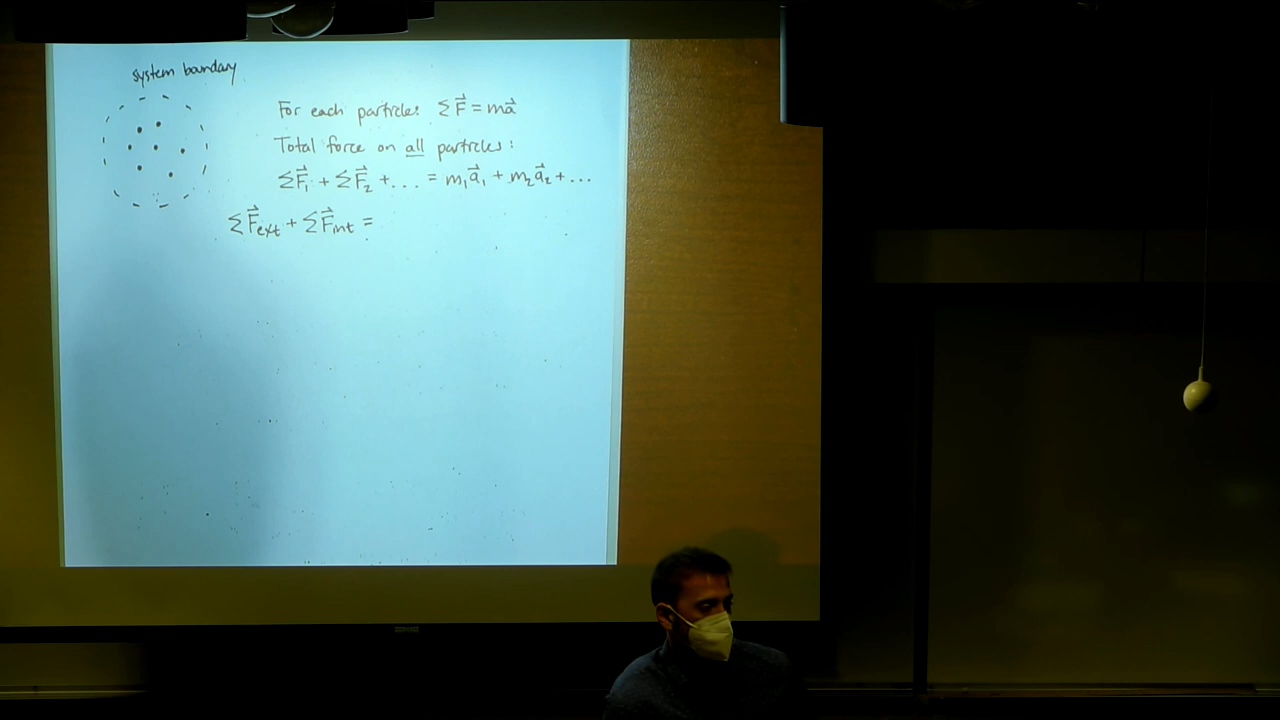 system boundary
For each particle: ΣF⃗ = ma⃗
Total force on all particles:
ΣF⃗₁ + ΣF⃗₂ + ... = m₁a⃗₁ + m₂a⃗₂ + ...
ΣF⃗ext + ΣF⃗int =